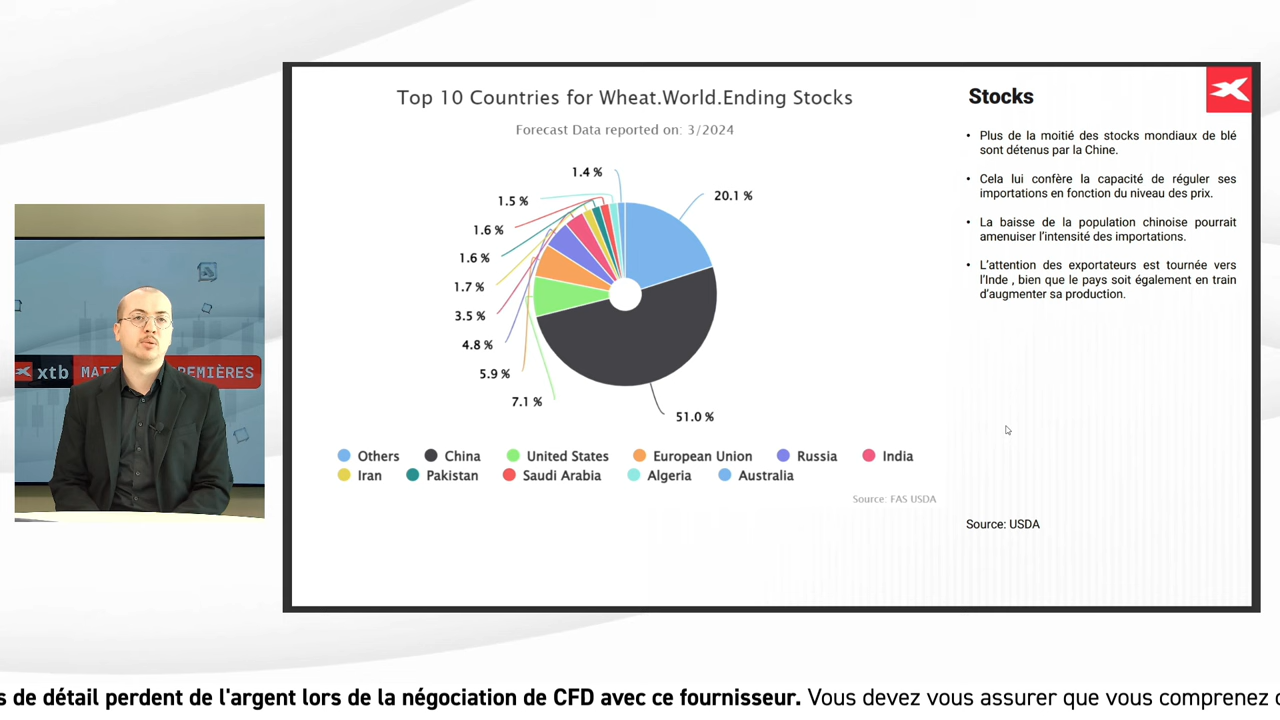 Top 10 Countries for Wheat.World.Ending Stocks
Forecast Data reported on: 3/2024
1.4 %
20.1 %
1.5 %
1.6 %
1.6 %
1.7 %
3.5 %
4.8 %
5.9 %
7.1 %
51.0 %
Others China United States European Union Russia India
Iran Pakistan Saudi Arabia Algeria Australia
Source: FAS USDA
Stocks
• Plus de la moitié des stocks mondiaux de blé
sont détenus par la Chine.
• Cela lui confère la capacité de réguler ses
importations en fonction du niveau des prix.
• La baisse de la population chinoise pourrait
amenuiser l'intensité des importations.
• L'attention des exportateurs est tournée vers
l'Inde , bien que le pays soit également en train
d'augmenter sa production.
Source: USDA
xtb
s de détail perdent de l'argent lors de la négociation de CFD avec ce fournisseur. Vous devez vous assurer que vous comprenez